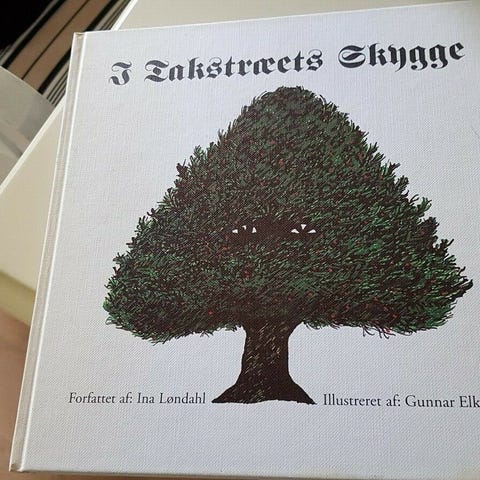 I Takstræets Skygge
Forfattet af: Ina Løndahl
Illustreret af: Gunnar Elk